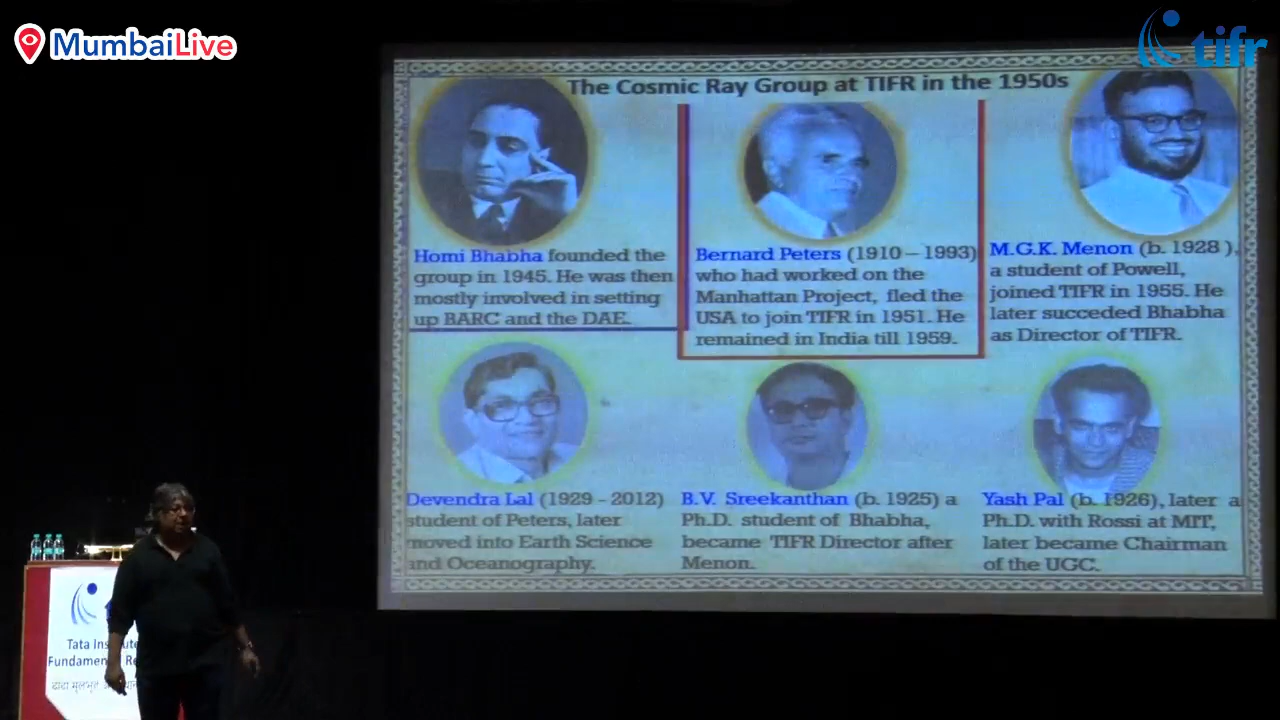 MumbaiLive
tifr
The Cosmic Ray Group at TIFR in the 1950s
Homi Bhabha founded the
group in 1945. He was then
mostly involved in setting
up BARC and the DAE.
Bernard Peters (1910 – 1993)
who had worked on the
Manhattan Project, fled the
USA to join TIFR in 1951. He
remained in India till 1959.
M.G.K. Menon (b. 1928 ),
a student of Powell,
joined TIFR in 1955. He
later succeded Bhabha
as Director of TIFR.
Devendra Lal (1929 - 2012)
student of Peters, later
moved into Earth Science
and Oceanography.
B.V. Sreekanthan (b. 1925) a
Ph.D. student of Bhabha,
became TIFR Director after
Menon.
Yash Pal (b. 1926), later a
Ph.D. with Rossi at MIT,
later became Chairman
of the UGC.
Tata Institute
Fundamental Re
टाटा मूलभूत